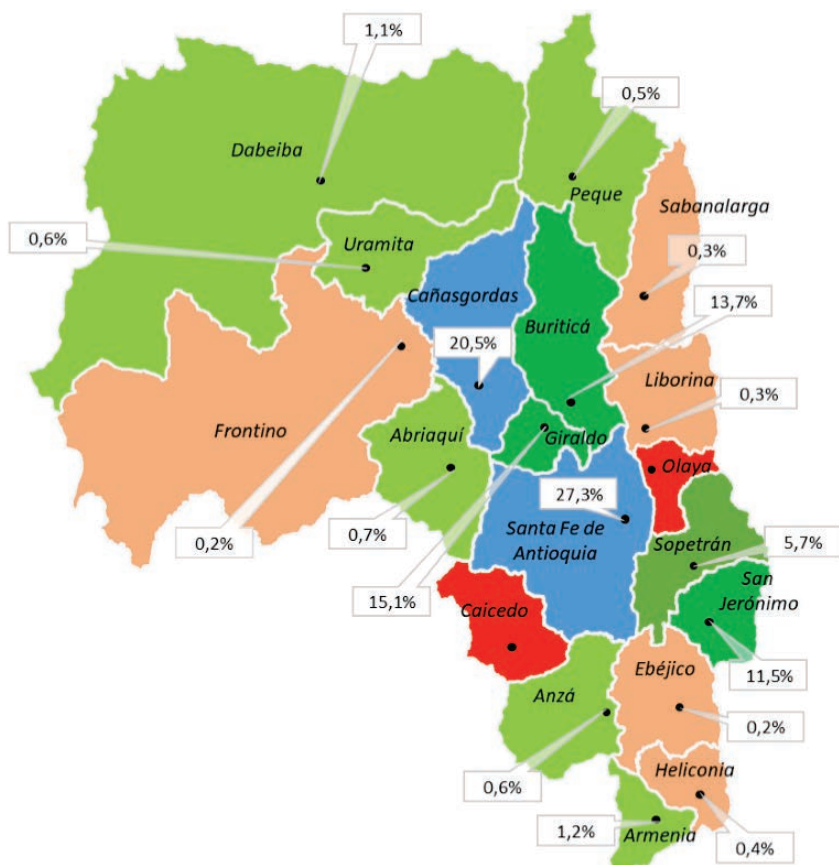 1,1%
0,5%
Dabeiba
Peque
Sabanalarga
0,6%
Uramita
0,3%
Cañasgordas
13,7%
Buriticá
20,5%
Liborina
0,3%
Frontino
Abriaquí
Giraldo
Olaya
27,3%
0,2%
0,7%
Santa Fe de
Antioquia
Sopetrán
5,7%
San
Jerónimo
15,1%
Caicedo
Ebéjico
11,5%
Anzá
0,2%
0,6%
Heliconia
1,2%
Armenia
0,4%